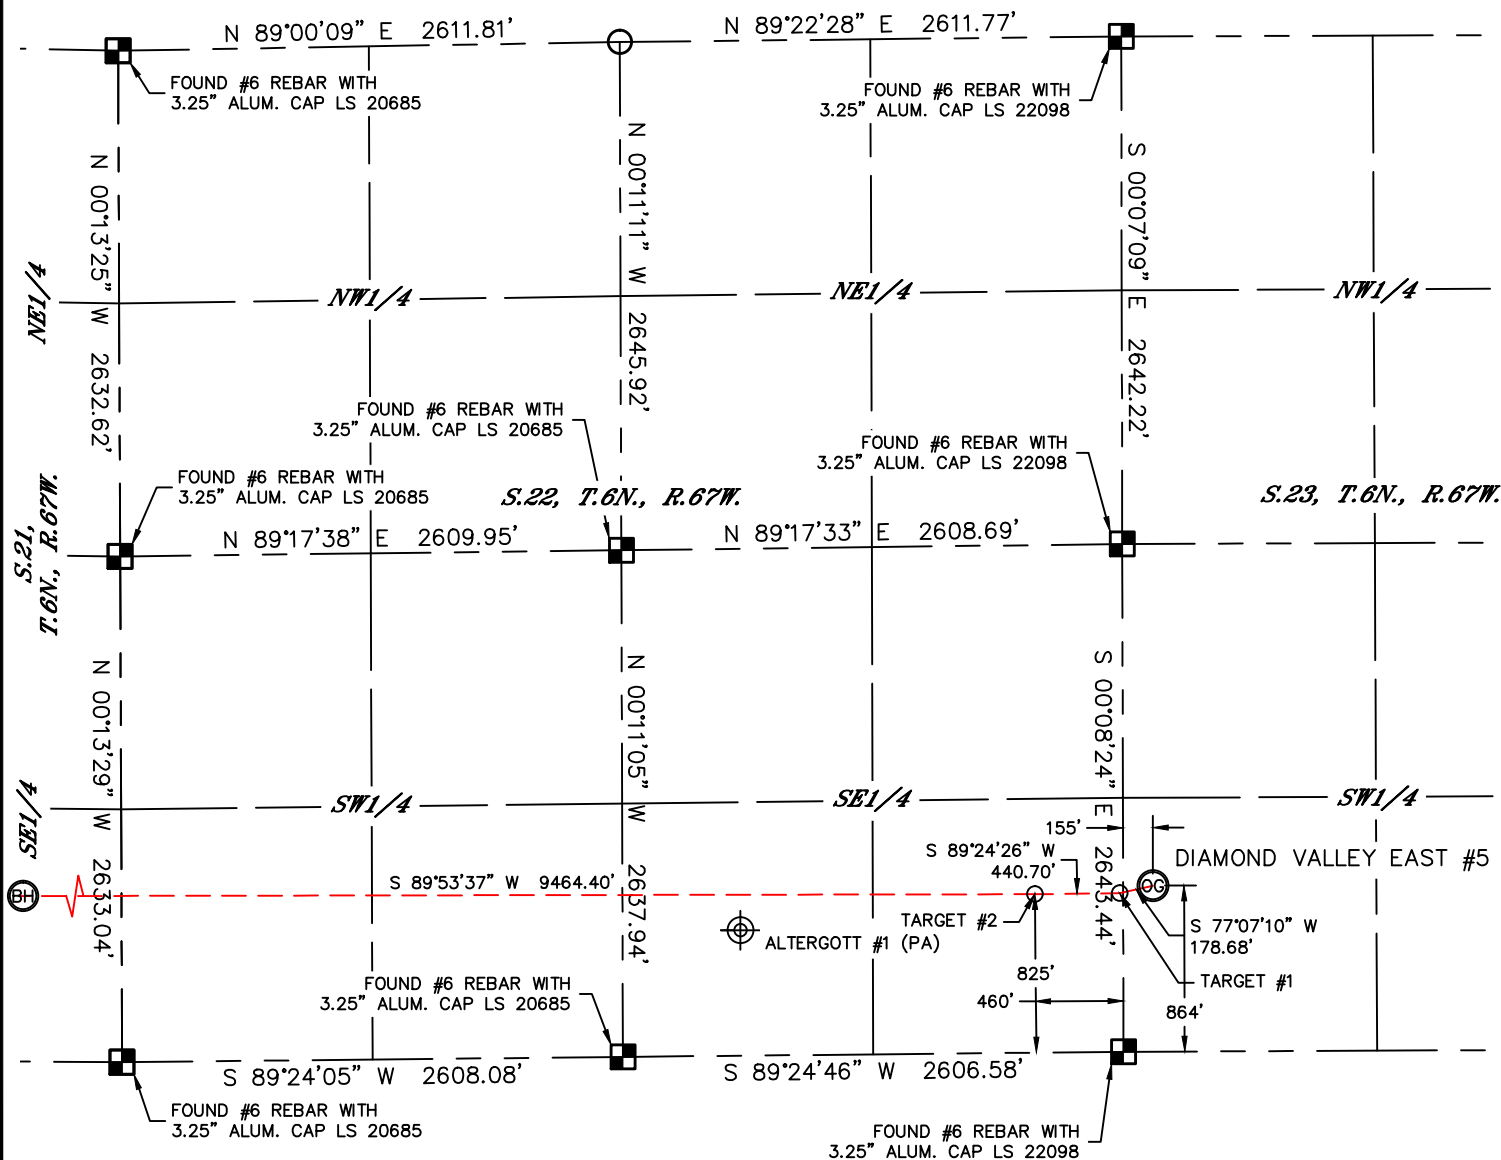 N 89°00'09" E 2611.81'
N 89°22'28" E 2611.77'
FOUND #6 REBAR WITH
3.25" ALUM. CAP LS 20685
FOUND #6 REBAR WITH
3.25" ALUM. CAP LS 22098
N 00°13'25" W 2632.62'
N 00°11'11" W 2645.92'
S 00°07'09" E 2642.22'
NE1/4
NW1/4
NE1/4
NW1/4
FOUND #6 REBAR WITH
3.25" ALUM. CAP LS 20685
FOUND #6 REBAR WITH
3.25" ALUM. CAP LS 22098
FOUND #6 REBAR WITH
3.25" ALUM. CAP LS 20685
S.21,
T.6N., R.67W.
S.22, T.6N., R.67W.
S.23, T.6N., R.67W.
N 89°17'38" E 2609.95'
N 89°17'33" E 2608.69'
N 00°13'29" W 2633.04'
N 00°11'05" W 2637.94'
S 00°08'24" E 2643.44'
SE1/4
SW1/4
SE1/4
SW1/4
155'
S 89°24'26" W
440.70'
DIAMOND VALLEY EAST #5
BH
S 89°53'37" W 9464.40'
OG
TARGET #2
ALTERGOTT #1 (PA)
S 77°07'10" W
178.68'
TARGET #1
825'
460'
864'
FOUND #6 REBAR WITH
3.25" ALUM. CAP LS 20685
S 89°24'05" W 2608.08'
S 89°24'46" W 2606.58'
FOUND #6 REBAR WITH
3.25" ALUM. CAP LS 20685
FOUND #6 REBAR WITH
3.25" ALUM. CAP LS 22098